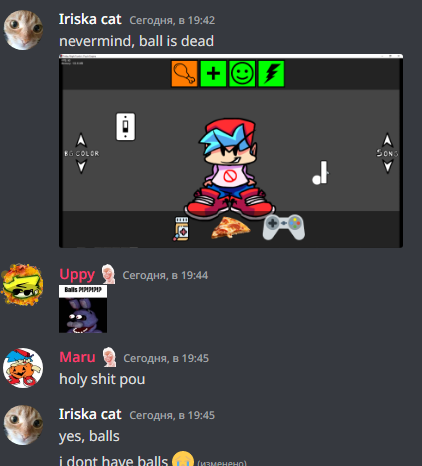 Iriska cat Сегодня, в 19:42
nevermind, ball is dead
BG COLOR
SONG
Uppy Сегодня, в 19:44
Balls ?!?!?!?!?
Maru Сегодня, в 19:45
holy shit pou
Iriska cat Сегодня, в 19:45
yes, balls
i dont have balls (изменено)